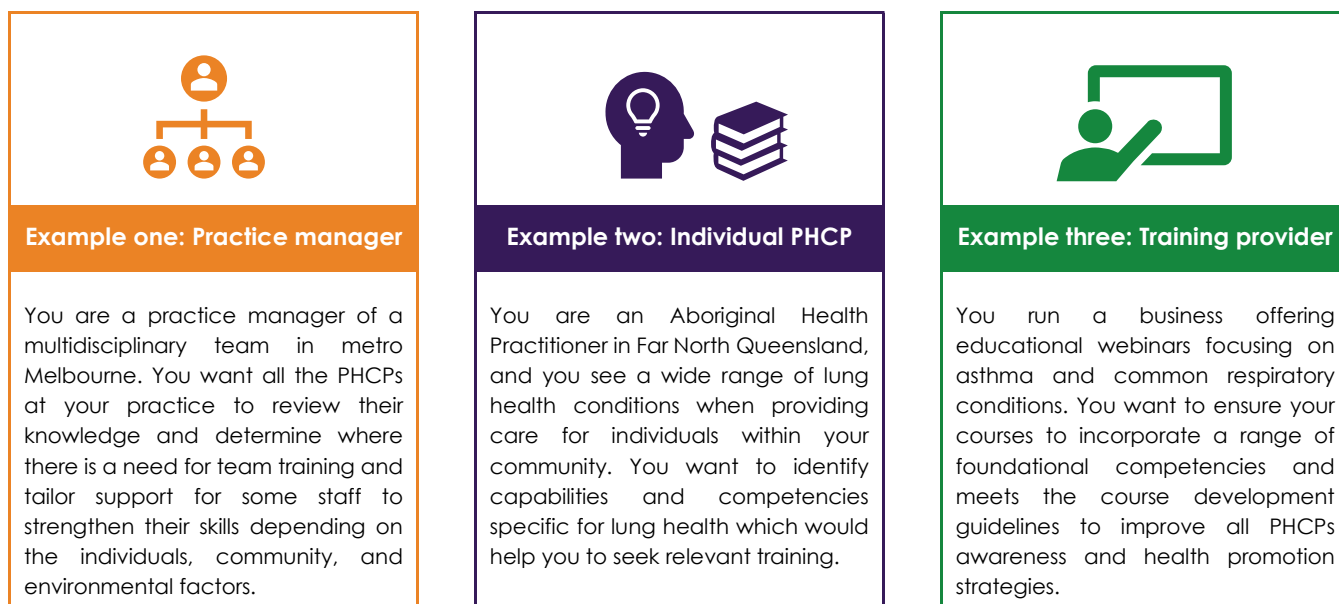 Example one: Practice manager
You are a practice manager of a
multidisciplinary team in metro
Melbourne. You want all the PHCPs
at your practice to review their
knowledge and determine where
there is a need for team training and
tailor support for some staff to
strengthen their skills depending on
the individuals, community, and
environmental factors.
Example two: Individual PHCP
You are an Aboriginal Health
Practitioner in Far North Queensland,
and you see a wide range of lung
health conditions when providing
care for individuals within your
community. You want to identify
capabilities and competencies
specific for lung health which would
help you to seek relevant training.
Example three: Training provider
You run a business offering
educational webinars focusing on
asthma and common respiratory
conditions. You want to ensure your
courses to incorporate a range of
foundational competencies and
meets the course development
guidelines to improve all PHCPs
awareness and health promotion
strategies.